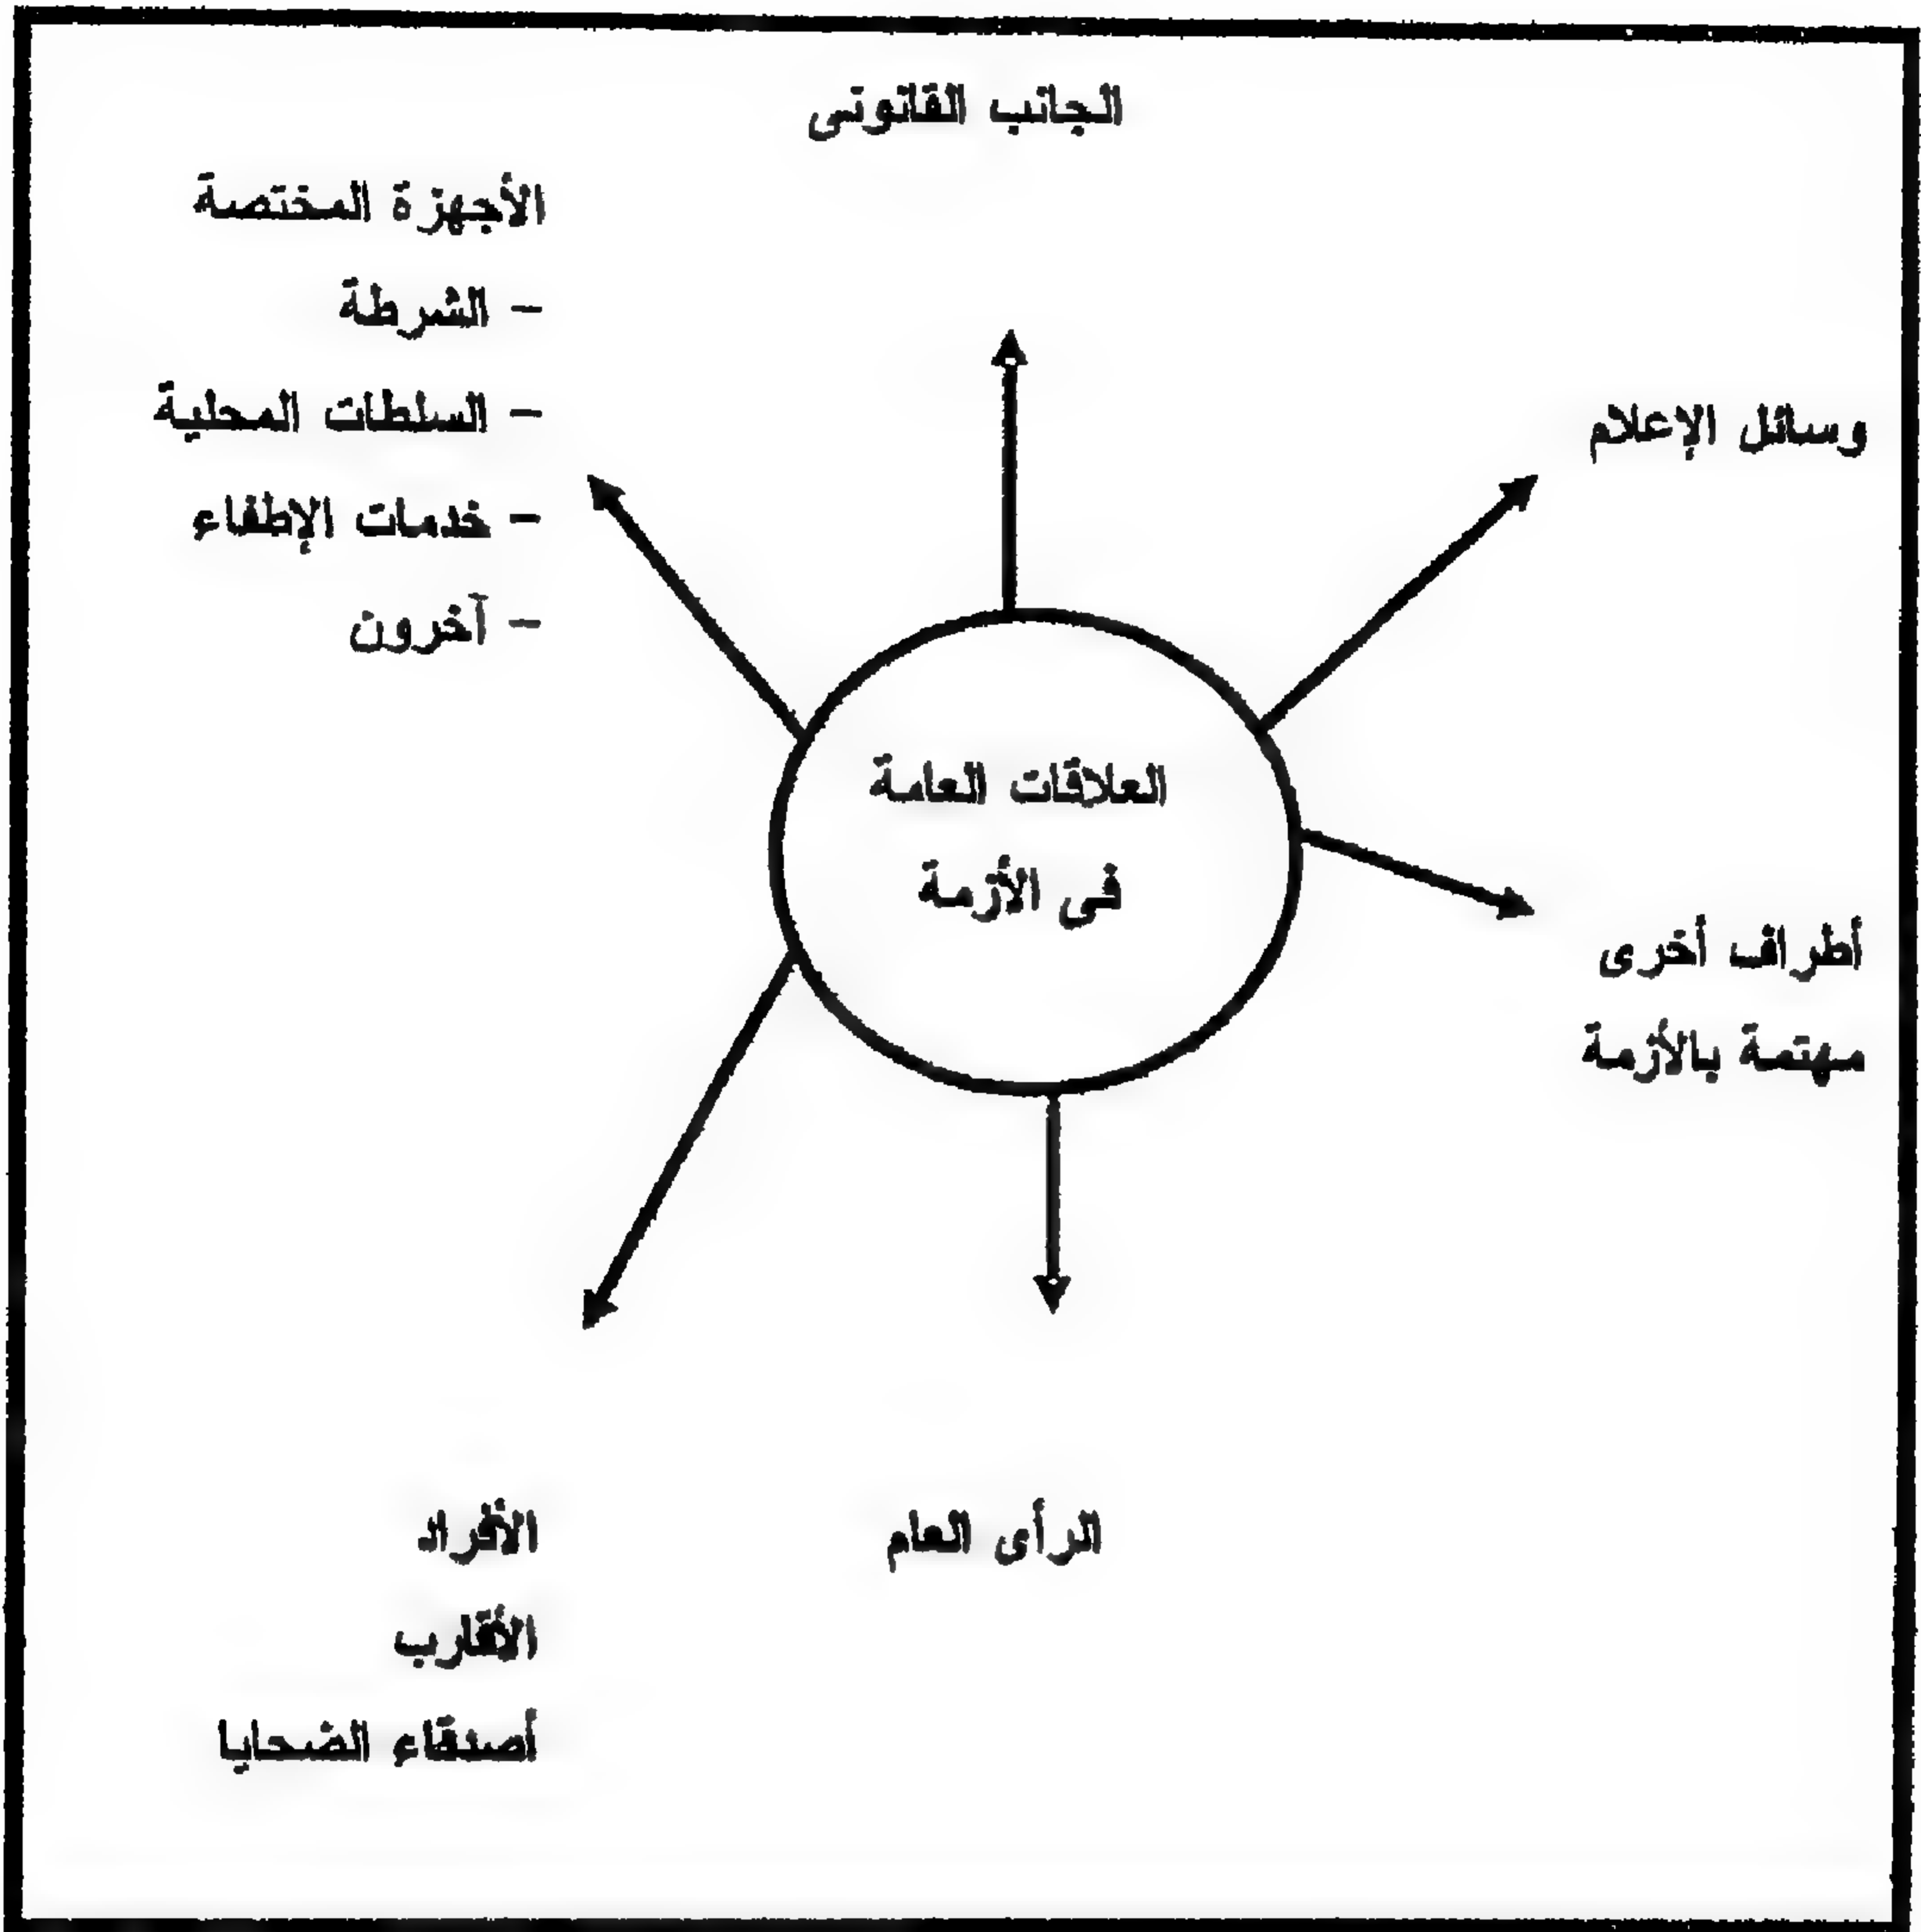 الجانب القانونى
الأجهزة المختصة
- الشرطة
- السلطات المحلية
- خدمات الإطفاء
- آخرون
وسائل الإعلام
العلاقات العامة
فى الأزمة
أطراف أخرى
مهتمة بالأزمة
الرأى العام
الأفراد
الأقارب
أصدقاء الضحايا